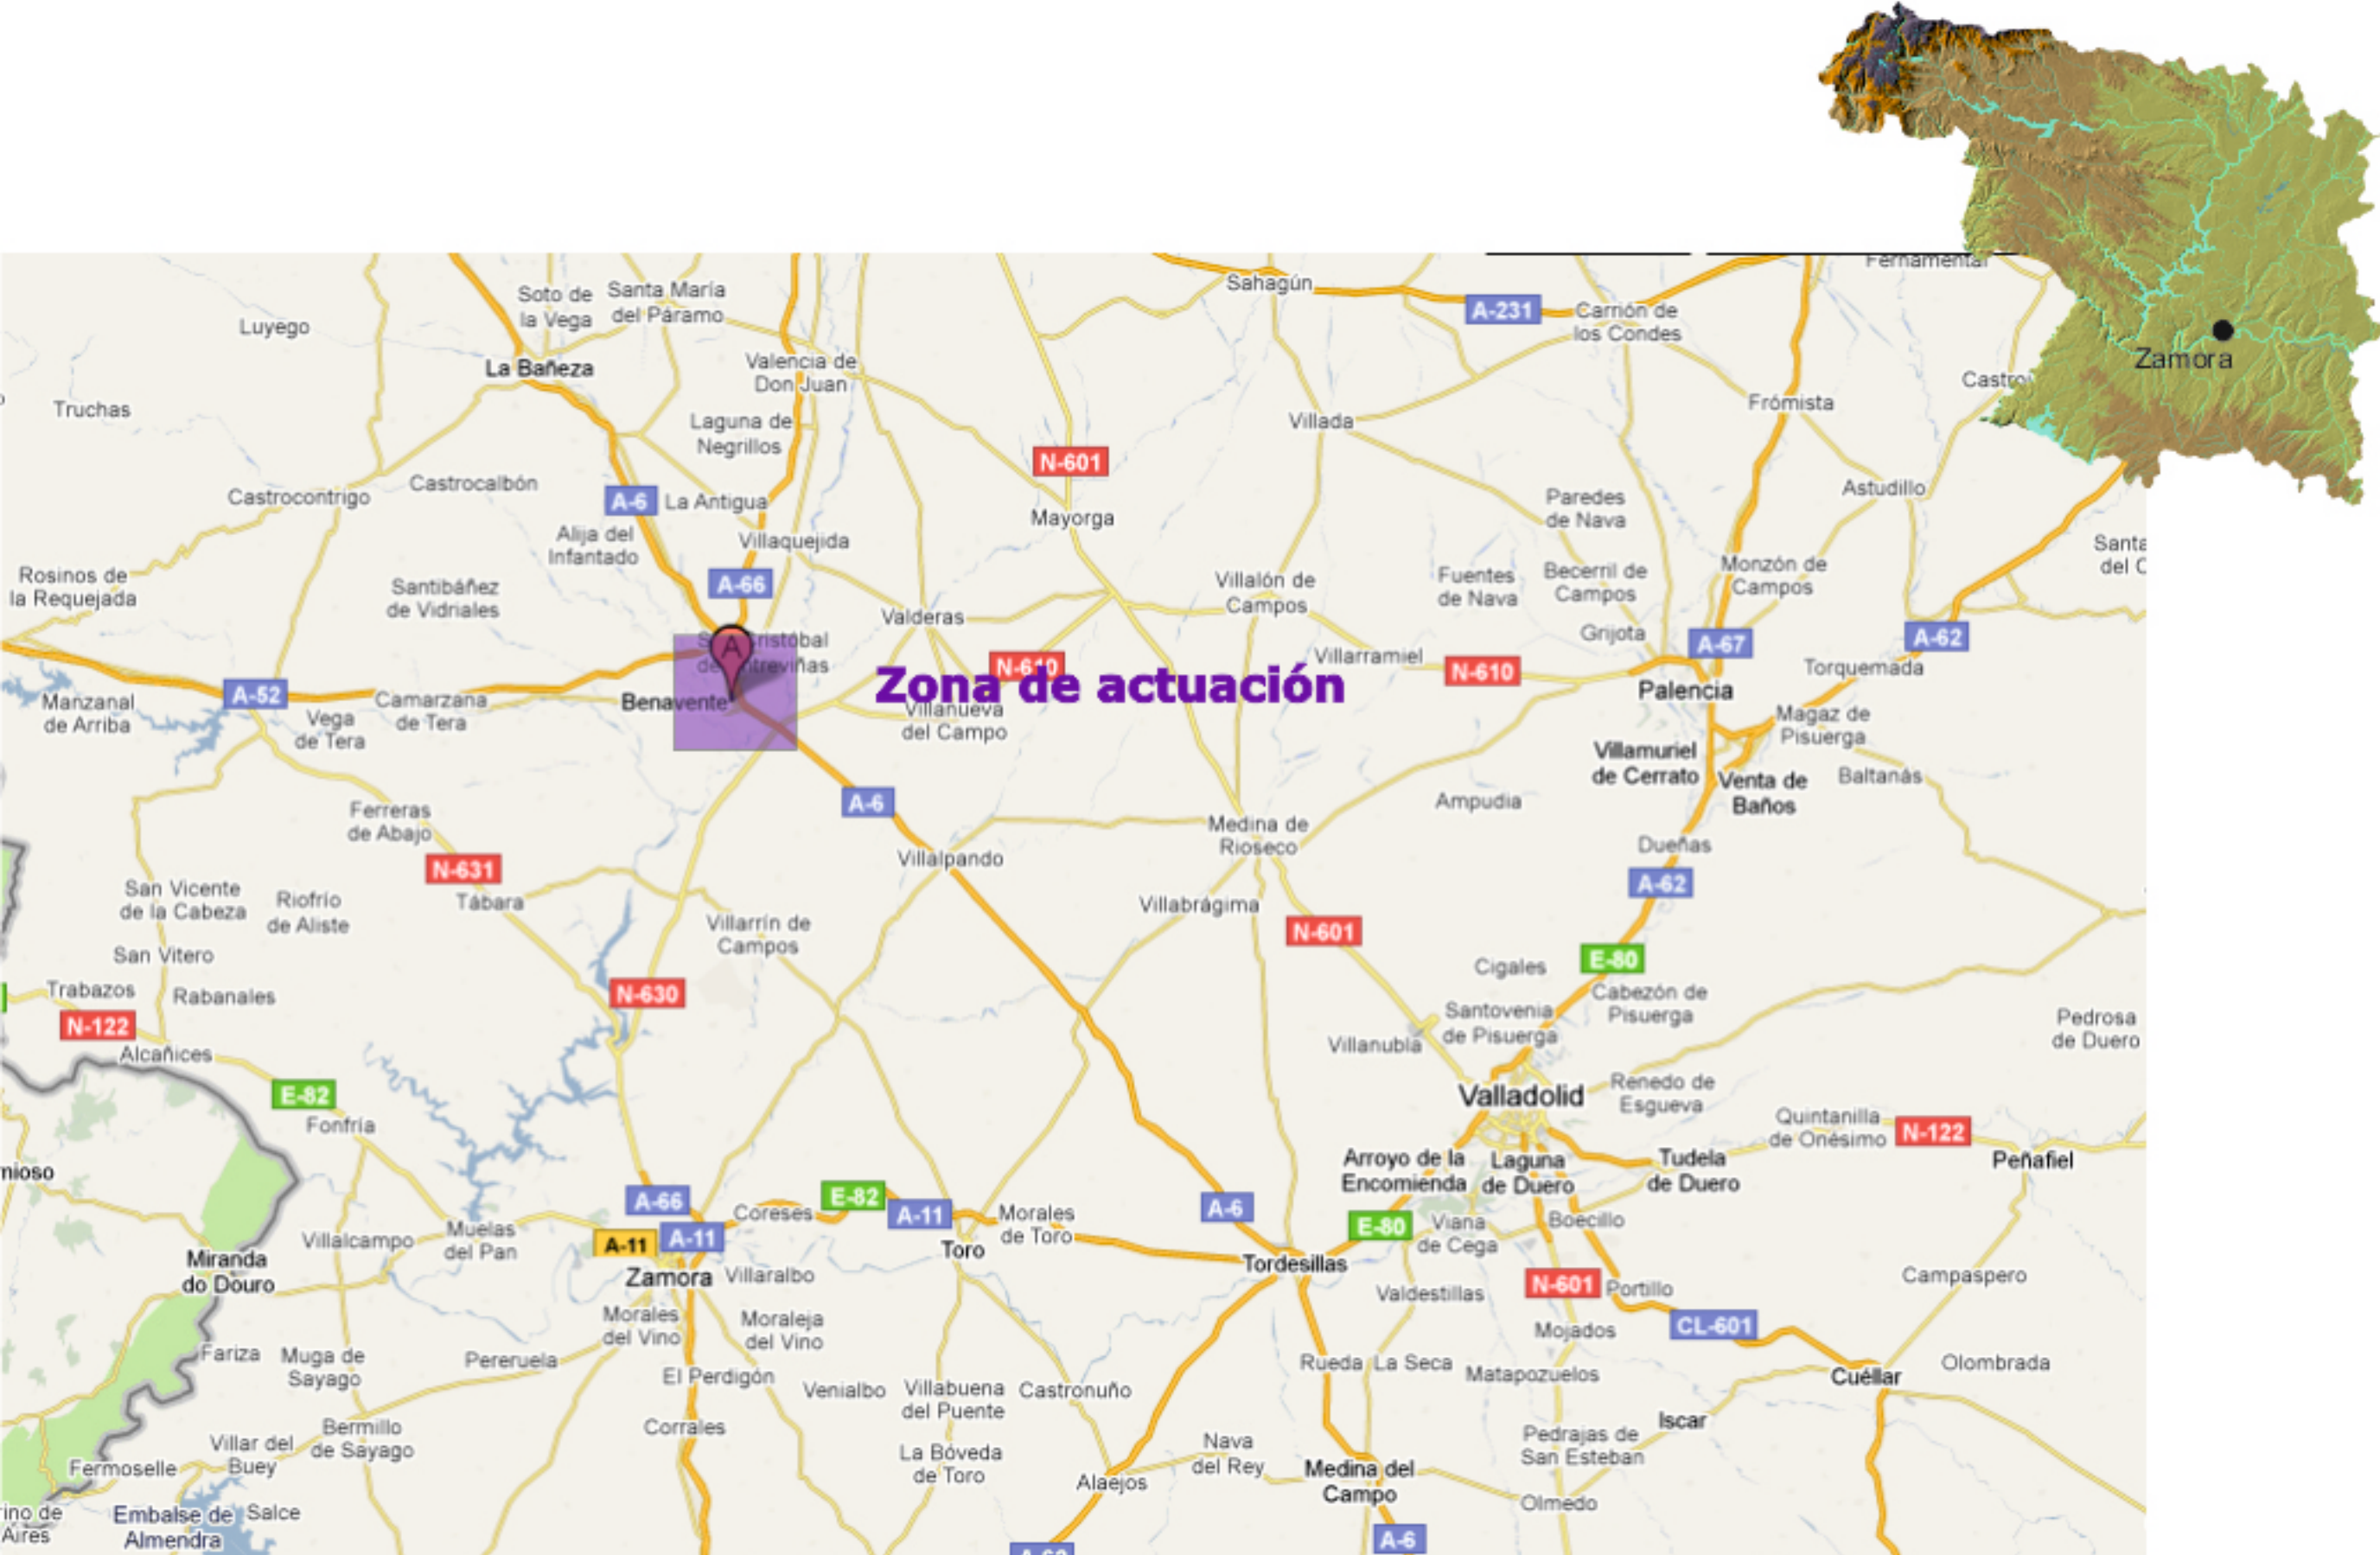 Zamora
Fernamental
Sahagún
A-231
Carrión de
los Condes
Soto de
la Vega
Santa María
del Páramo
Luyego
La Bañeza
Valencia de
Don Juan
Truchas
Laguna de
Negrillos
Villada
Frómista
N-601
Castrocontrigo
Castrocalbón
A-6
La Antigua
Mayorga
Paredes
de Nava
Astudillo
Alija del
Infantado
Villaquejida
Santa
Rosinos de
la Requejada
Santibáñez
de Vidriales
A-66
Valderas
Villalón de
Campos
Fuentes
de Nava
Becerril de
Campos
Monzón de
Campos
Grijota
A-67
A-62
A
N-610
Villarramiel
N-610
Torquemada
Zona de actuación
Palencia
Manzanal
de Arriba
A-52
Vega
de Tera
Camarzana
de Tera
Benavente
Villanueva
del Campo
Magaz de
Pisuerga
Villamuriel
de Cerrato
Venta de
Baños
Baltanás
A-6
Ampudia
Ferreras
de Abajo
Medina de
Rioseco
Dueñas
Villalpando
N-631
A-62
Tábara
San Vicente
de la Cabeza
Riofrío
de Aliste
Villabrágima
Villarrín de
Campos
N-601
San Vitero
Cigales
E-80
Trabazos
Rabanales
N-630
Cabezón de
Pisuerga
N-122
Santovenia
de Pisuerga
Pedrosa
de Duero
Alcañices
Villanubla
E-82
Valladolid
Renedo de
Esgueva
Fonfría
Quintanilla
de Onésimo
N-122
Peñafiel
Arroyo de la
Encomienda
Laguna
de Duero
Tudela
de Duero
A-66
E-82
A-11
A-6
Coreses
Morales
de Toro
E-80
Viana
de Cega
Boecillo
Villalcampo
Muelas
del Pan
A-11
A-11
Toro
Tordesillas
Miranda
do Douro
Zamora
Villaralbo
Valdestillas
N-601
Portillo
Campaspero
Morales
del Vino
Moraleja
del Vino
Mojados
CL-601
Fariza
Muga de
Sayago
Pereruela
El Perdigón
Venialbo
Villabuena
del Puente
Castronuño
Rueda
La Seca
Matapozuelos
Cuéllar
Olombrada
Bermillo
de Sayago
Corrales
Iscar
Villar del
Buey
Fermoselle
La Bóveda
de Toro
Nava
del Rey
Alaejos
Medina del
Campo
Pedrajas de
San Esteban
Olmedo
Embalse de
Almendra
Salce
Aires
A-6